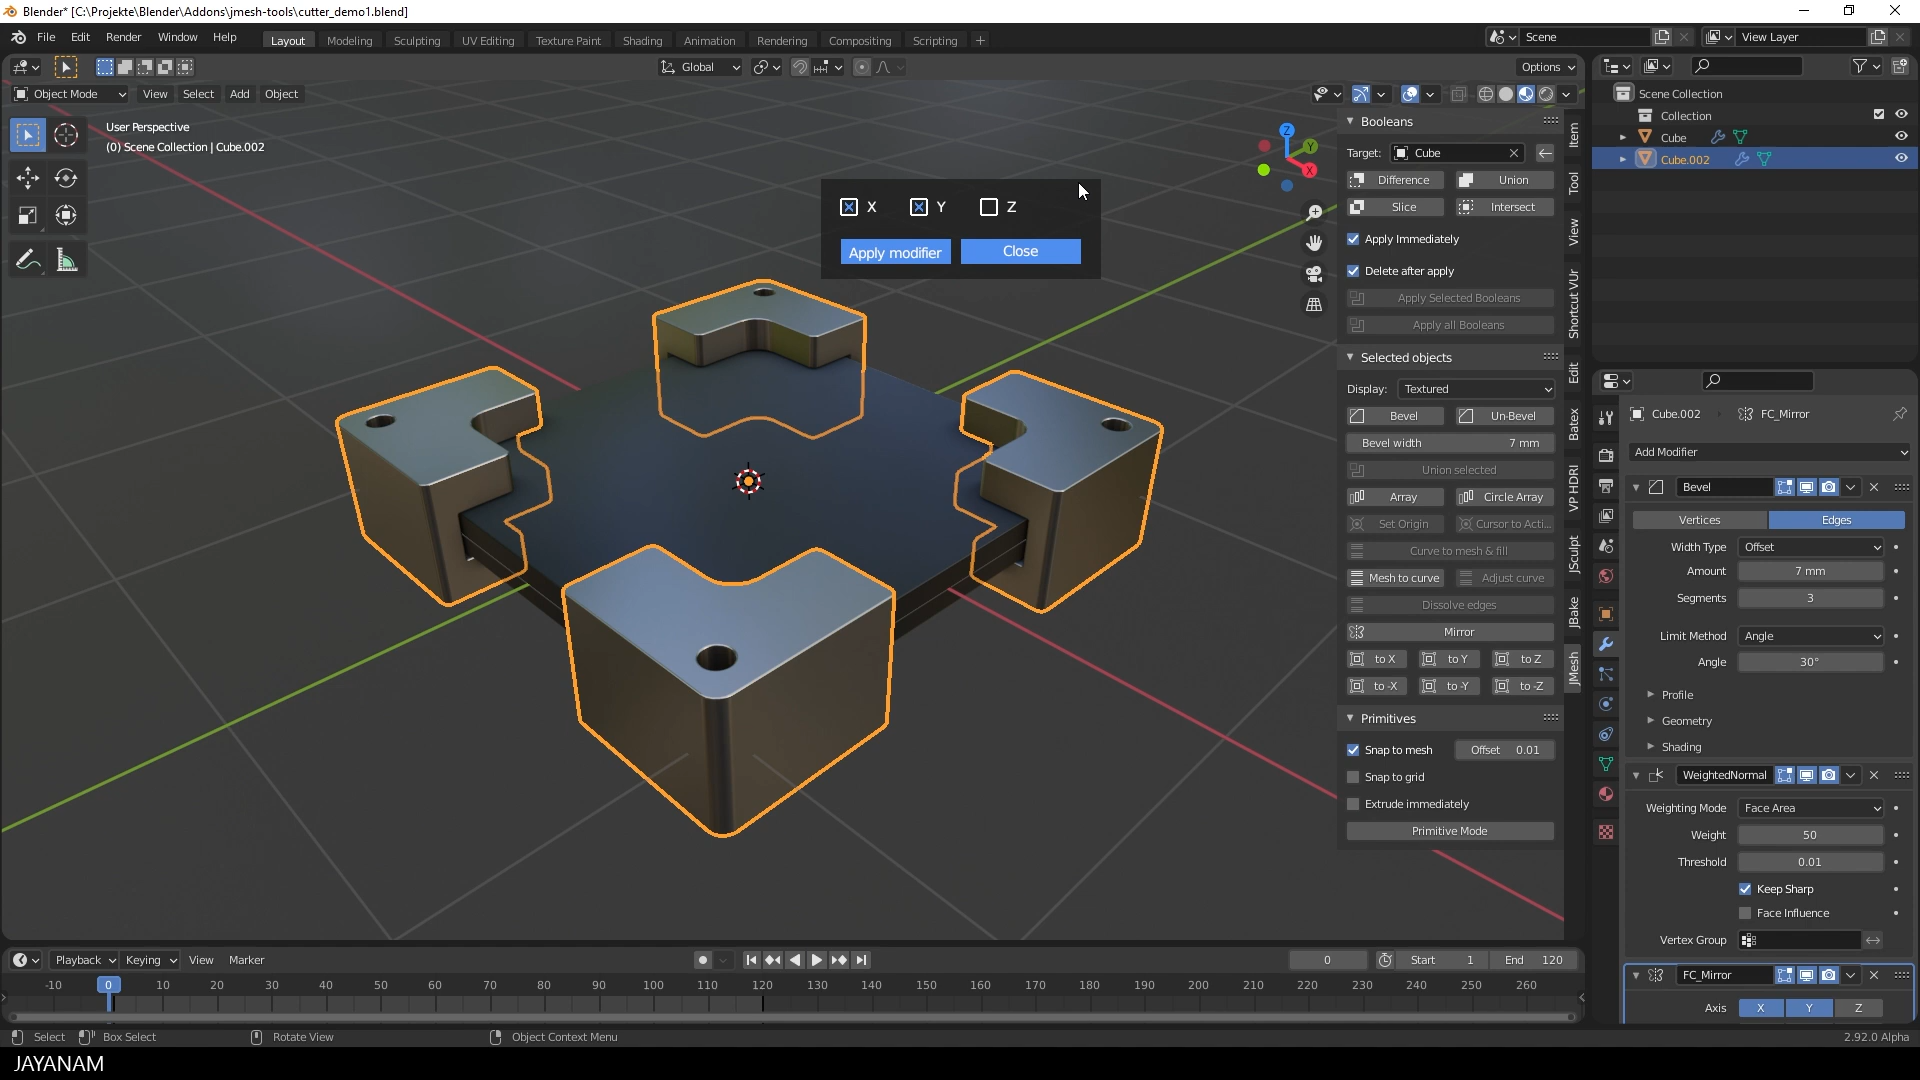 Blender* [C:\Projekte\Blender\Addons\jmesh-tools\cutter_demo1.blend]
File Edit Render Window Help
Layout Modeling Sculpting UV Editing Texture Paint Shading Animation Rendering Compositing Scripting +
Scene
View Layer
Global
Options
Object Mode View Select Add Object
User Perspective
(0) Scene Collection | Cube.002
X Y Z
Apply modifier Close
Z
Y
X
Booleans
Target: Cube
Difference Union
Slice Intersect
Apply Immediately
Delete after apply
Apply Selected Booleans
Apply all Booleans
Selected objects
Display: Textured
Bevel Un-Bevel
Bevel width 7 mm
Union selected
Array Circle Array
Set Origin Cursor to Acti...
Curve to mesh & fill
Mesh to curve Adjust curve
Dissolve edges
Mirror
to X to Y to Z
to -X to -Y to -Z
Primitives
Snap to mesh Offset 0.01
Snap to grid
Extrude immediately
Primitive Mode
Item
Tool
View
Shortcut VUr
Edit
Batex
VP HDRI
JSculpt
JBake
JMesh
Scene Collection
Collection
Cube
Cube.002
Cube.002 FC_Mirror
Add Modifier
Bevel
Vertices Edges
Width Type Offset
Amount 7 mm
Segments 3
Limit Method Angle
Angle 30°
Profile
Geometry
Shading
WeightedNormal
Weighting Mode Face Area
Weight 50
Threshold 0.01
Keep Sharp
Face Influence
Vertex Group
FC_Mirror
Axis X Y Z
Playback Keying View Marker
0 Start 1 End 120
-10 0 10 20 30 40 50 60 70 80 90 100 110 120 130 140 150 160 170 180 190 200 210 220 230 240 250 260
Select Box Select Rotate View Object Context Menu
2.92.0 Alpha
JAYANAM